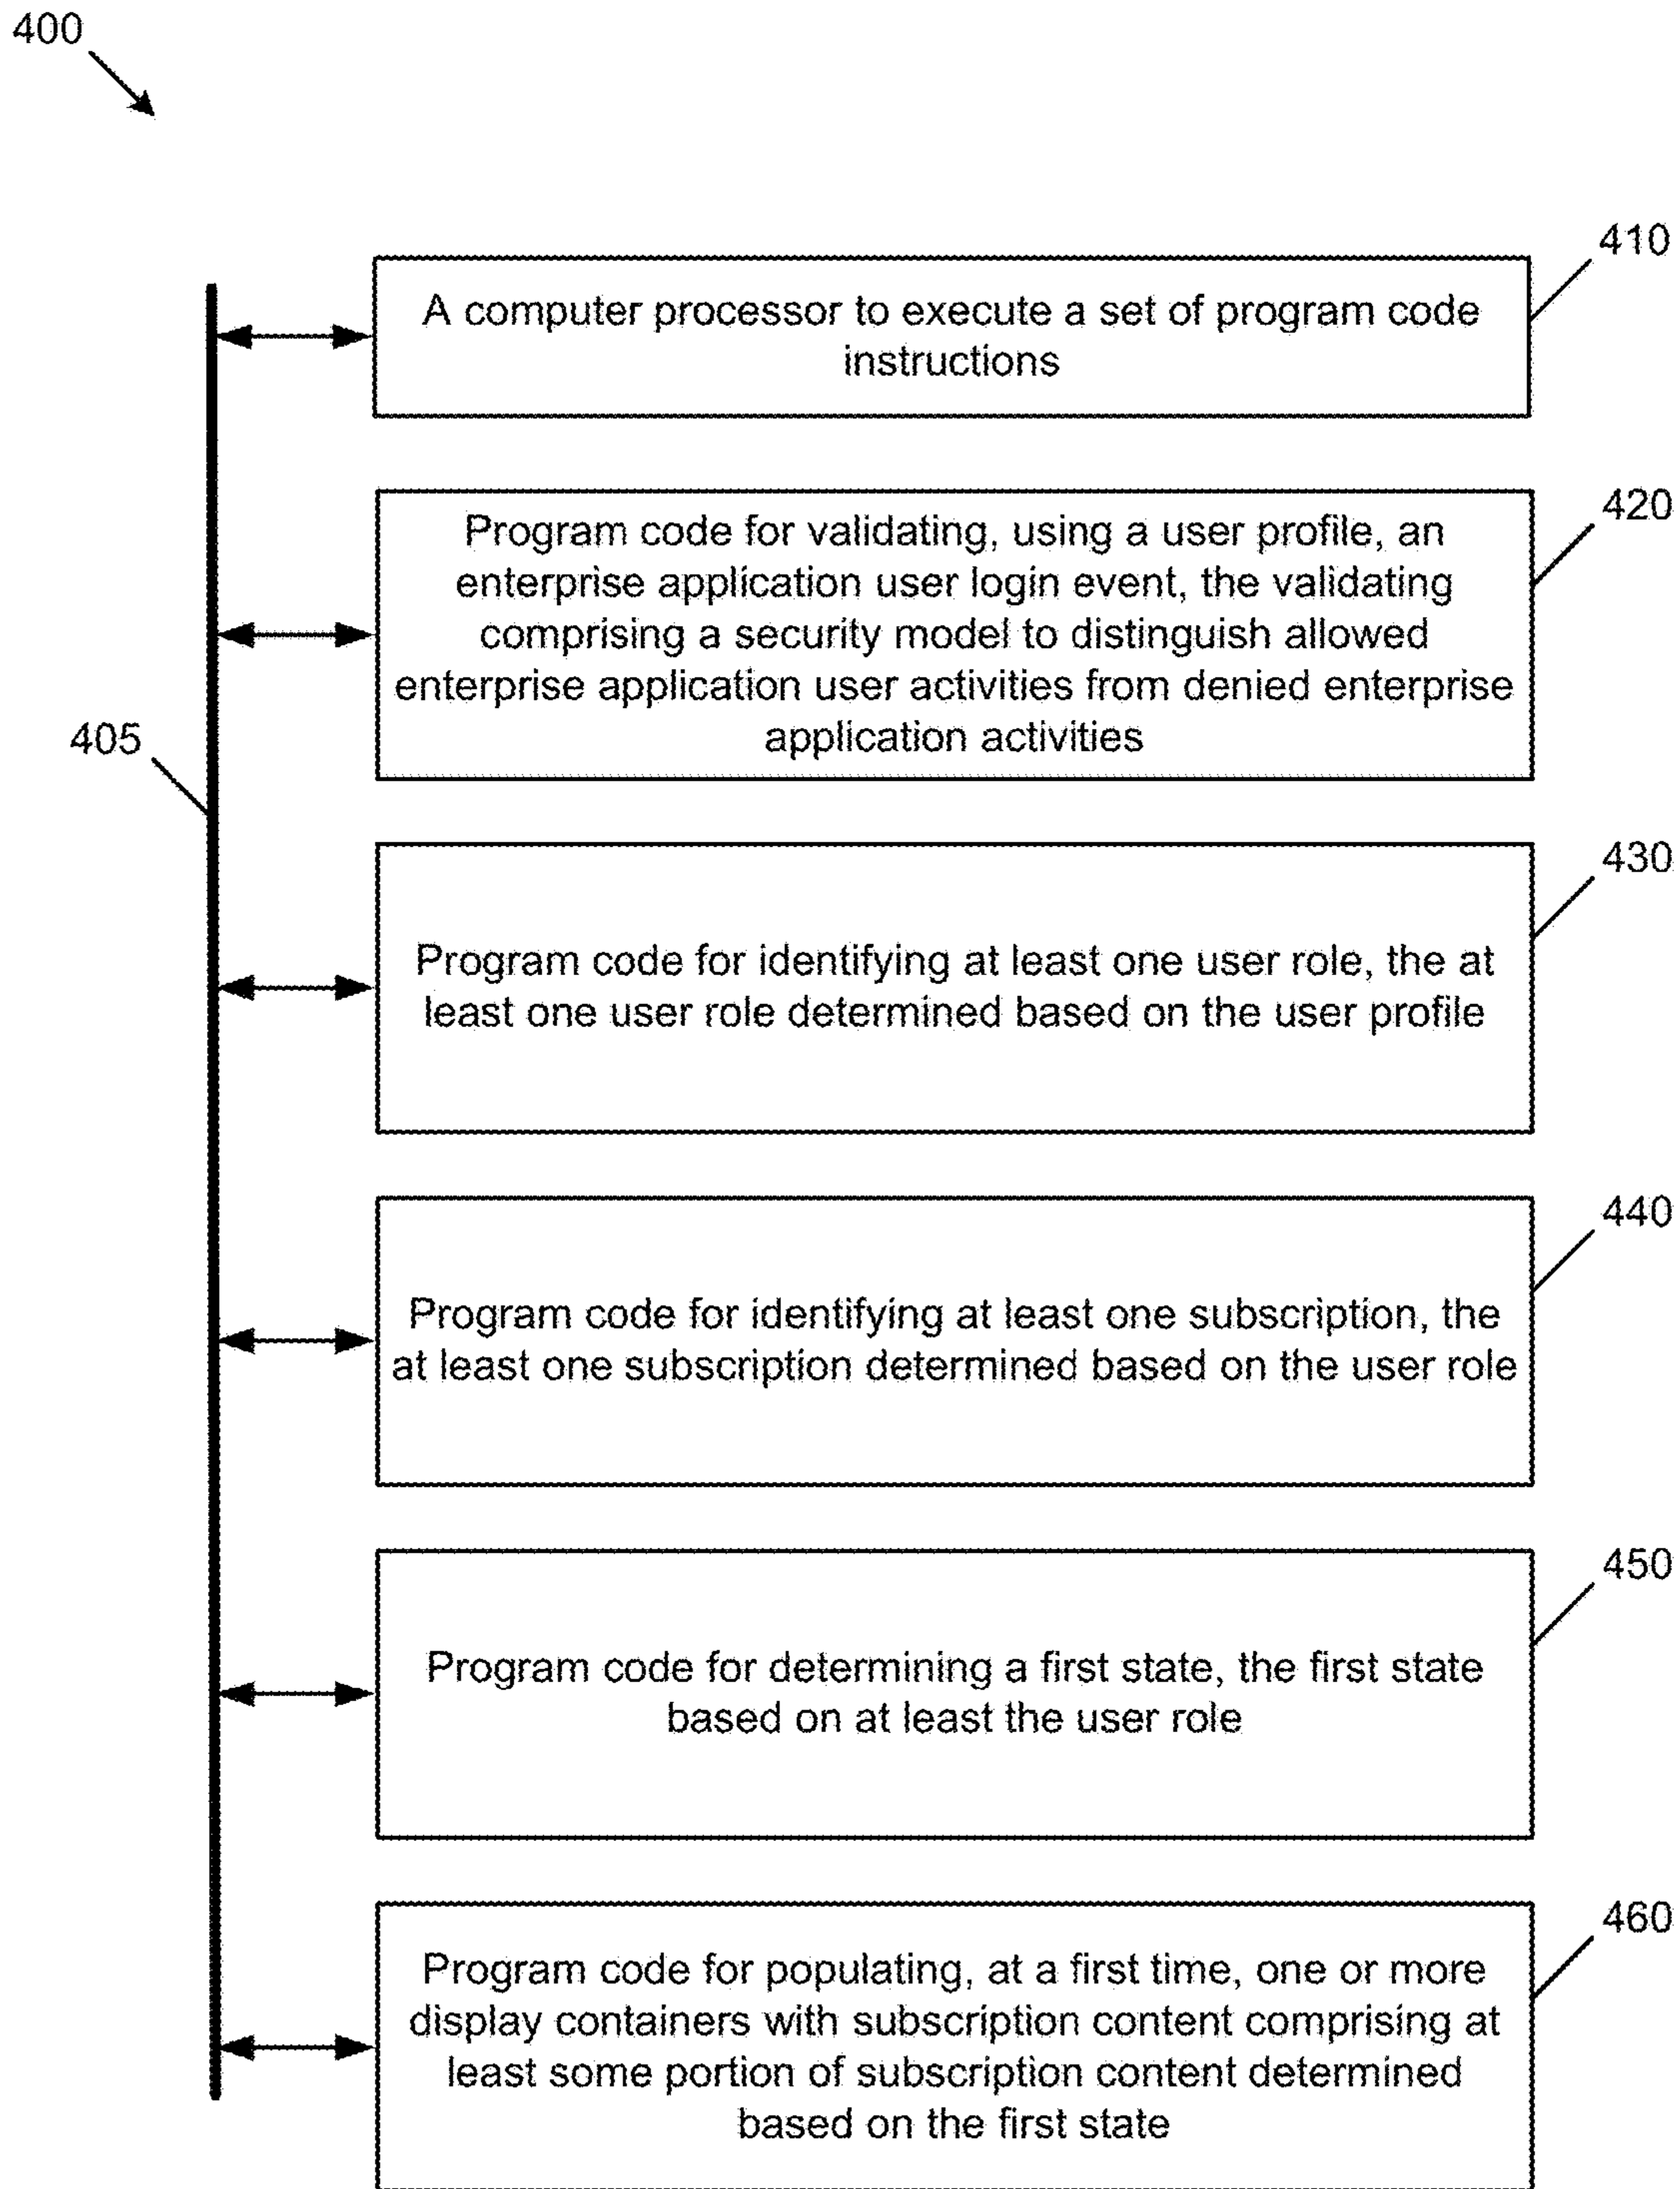 400
410
A computer processor to execute a set of program code
instructions
420
Program code for validating, using a user profile, an
enterprise application user login event, the validating
comprising a security model to distinguish allowed
enterprise application user activities from denied enterprise
application activities
405
430
Program code for identifying at least one user role, the at
least one user role determined based on the user profile
440
Program code for identifying at least one subscription, the
at least one subscription determined based on the user role
450
Program code for determining a first state, the first state
based on at least the user role
460
Program code for populating, at a first time, one or more
display containers with subscription content comprising at
least some portion of subscription content determined
based on the first state